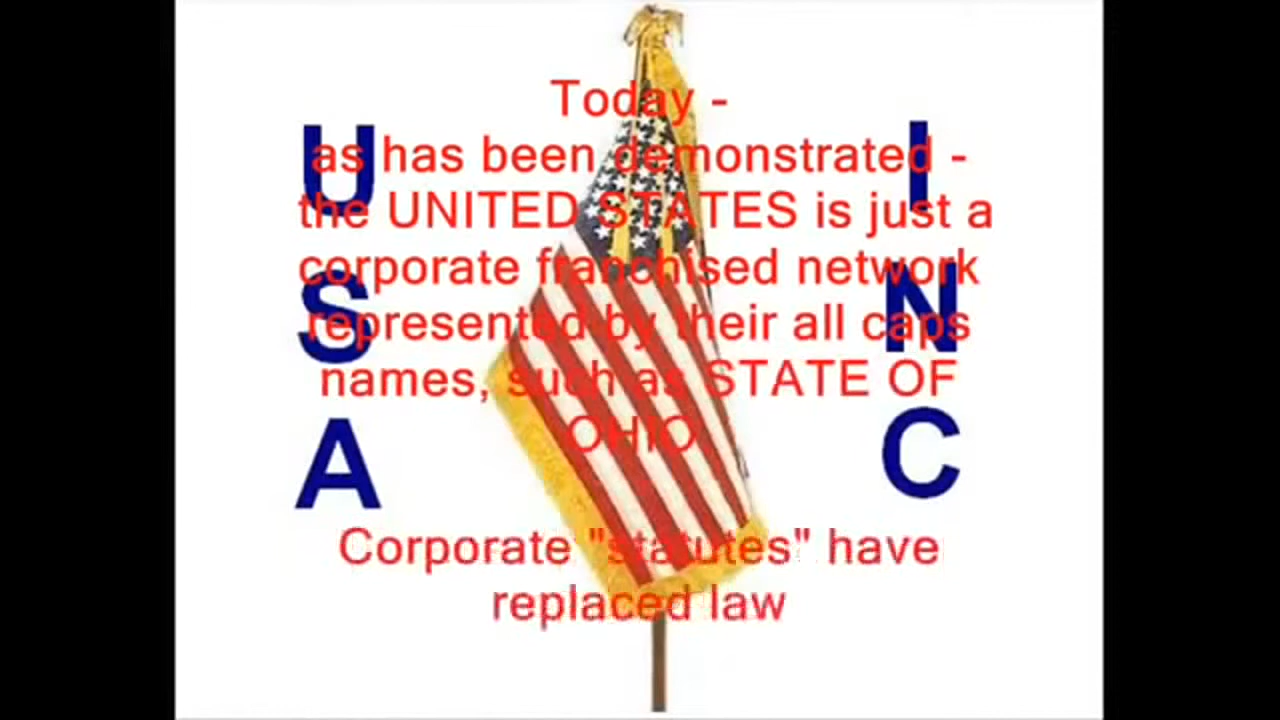 Today -
as has been demonstrated -
the UNITED STATES is just a
corporate franchised network
represented by their all caps
names, such as STATE OF
OHIO
Corporate "statutes" have
replaced law
U
S
A
I
N
C